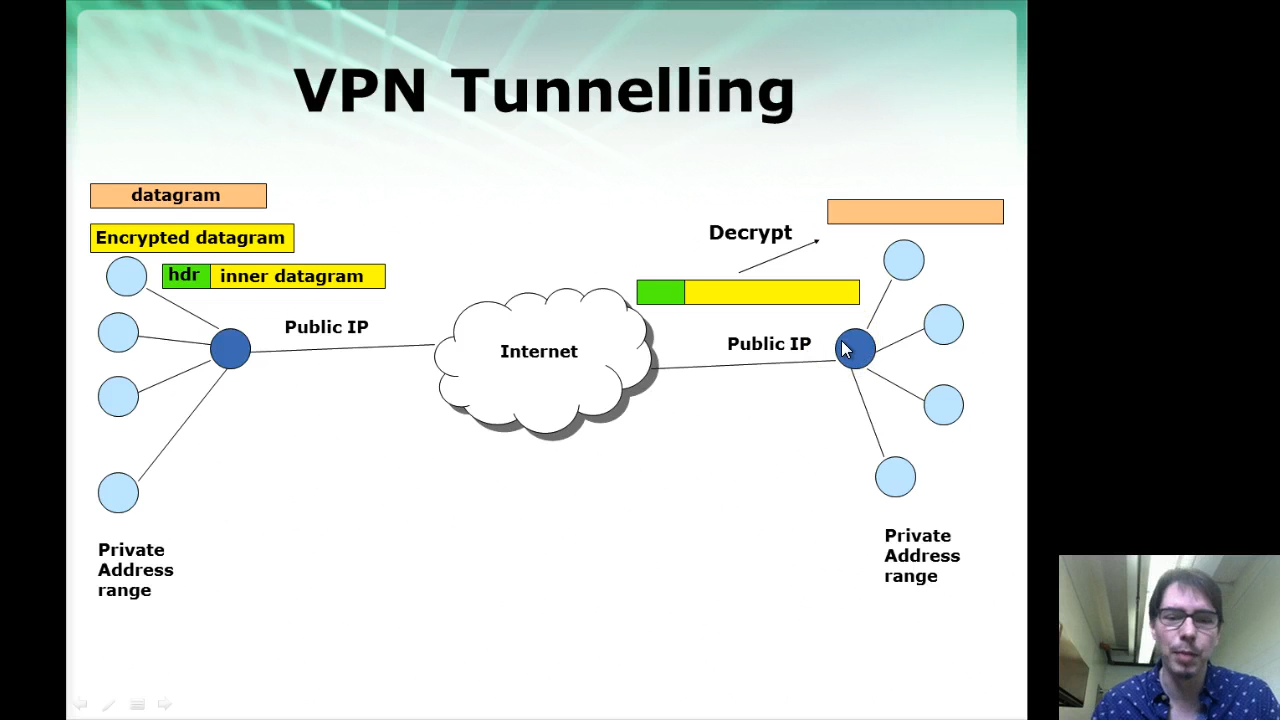 VPN Tunnelling
datagram
Encrypted datagram
hdr
inner datagram
Public IP
Internet
Decrypt
Public IP
Private
Address
range
Private
Address
range